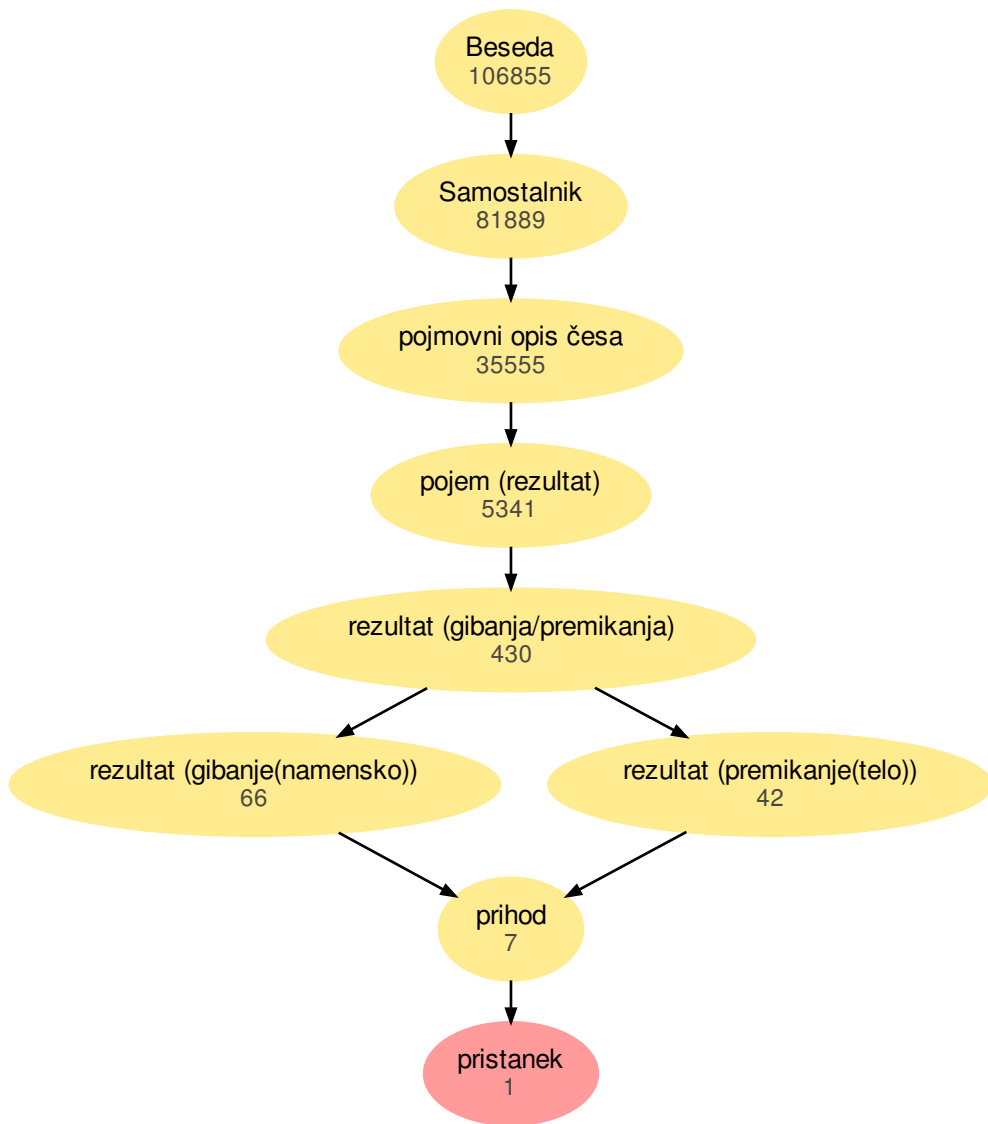 Beseda
106855
Samostalnik
81889
pojmovni opis česa
35555
pojem (rezultat)
5341
rezultat (gibanja/premikanja)
430
rezultat (gibanje(namensko))
66
rezultat (premikanje(telo))
42
prihod
7
pristanek
1